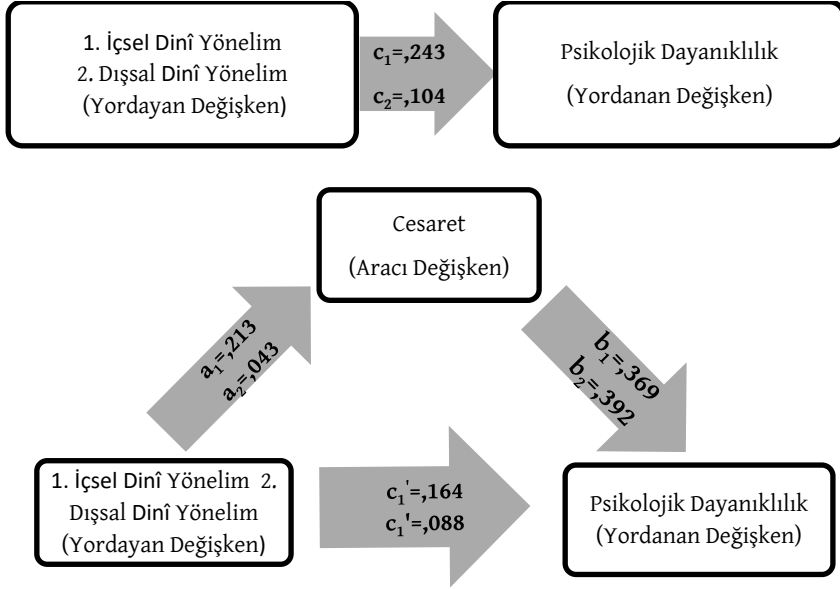 1. İçsel Dinî Yönelim
2. Dışsal Dinî Yönelim
(Yordayan Değişken)
c₁=,243
c₂=,104
Psikolojik Dayanıklılık
(Yordanan Değişken)
Cesaret
(Aracı Değişken)
a₁=,213
a₂=,043
b₁=,369
b₂=,392
1. İçsel Dinî Yönelim 2.
Dışsal Dinî Yönelim
(Yordayan Değişken)
c₁'=,164
c₁'=,088
Psikolojik Dayanıklılık
(Yordanan Değişken)